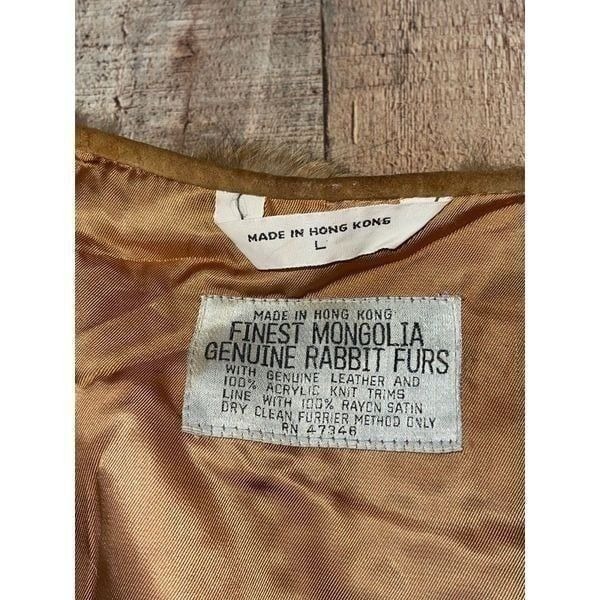 MADE IN HONG KONG
L
MADE IN HONG KONG
FINEST MONGOLIA
GENUINE RABBIT FURS
WITH GENUINE LEATHER AND
100% ACRYLIC KNIT TRIMS
LINE WITH 100% RAYON SATIN
DRY CLEAN FURRIER METHOD ONLY
RN 47346